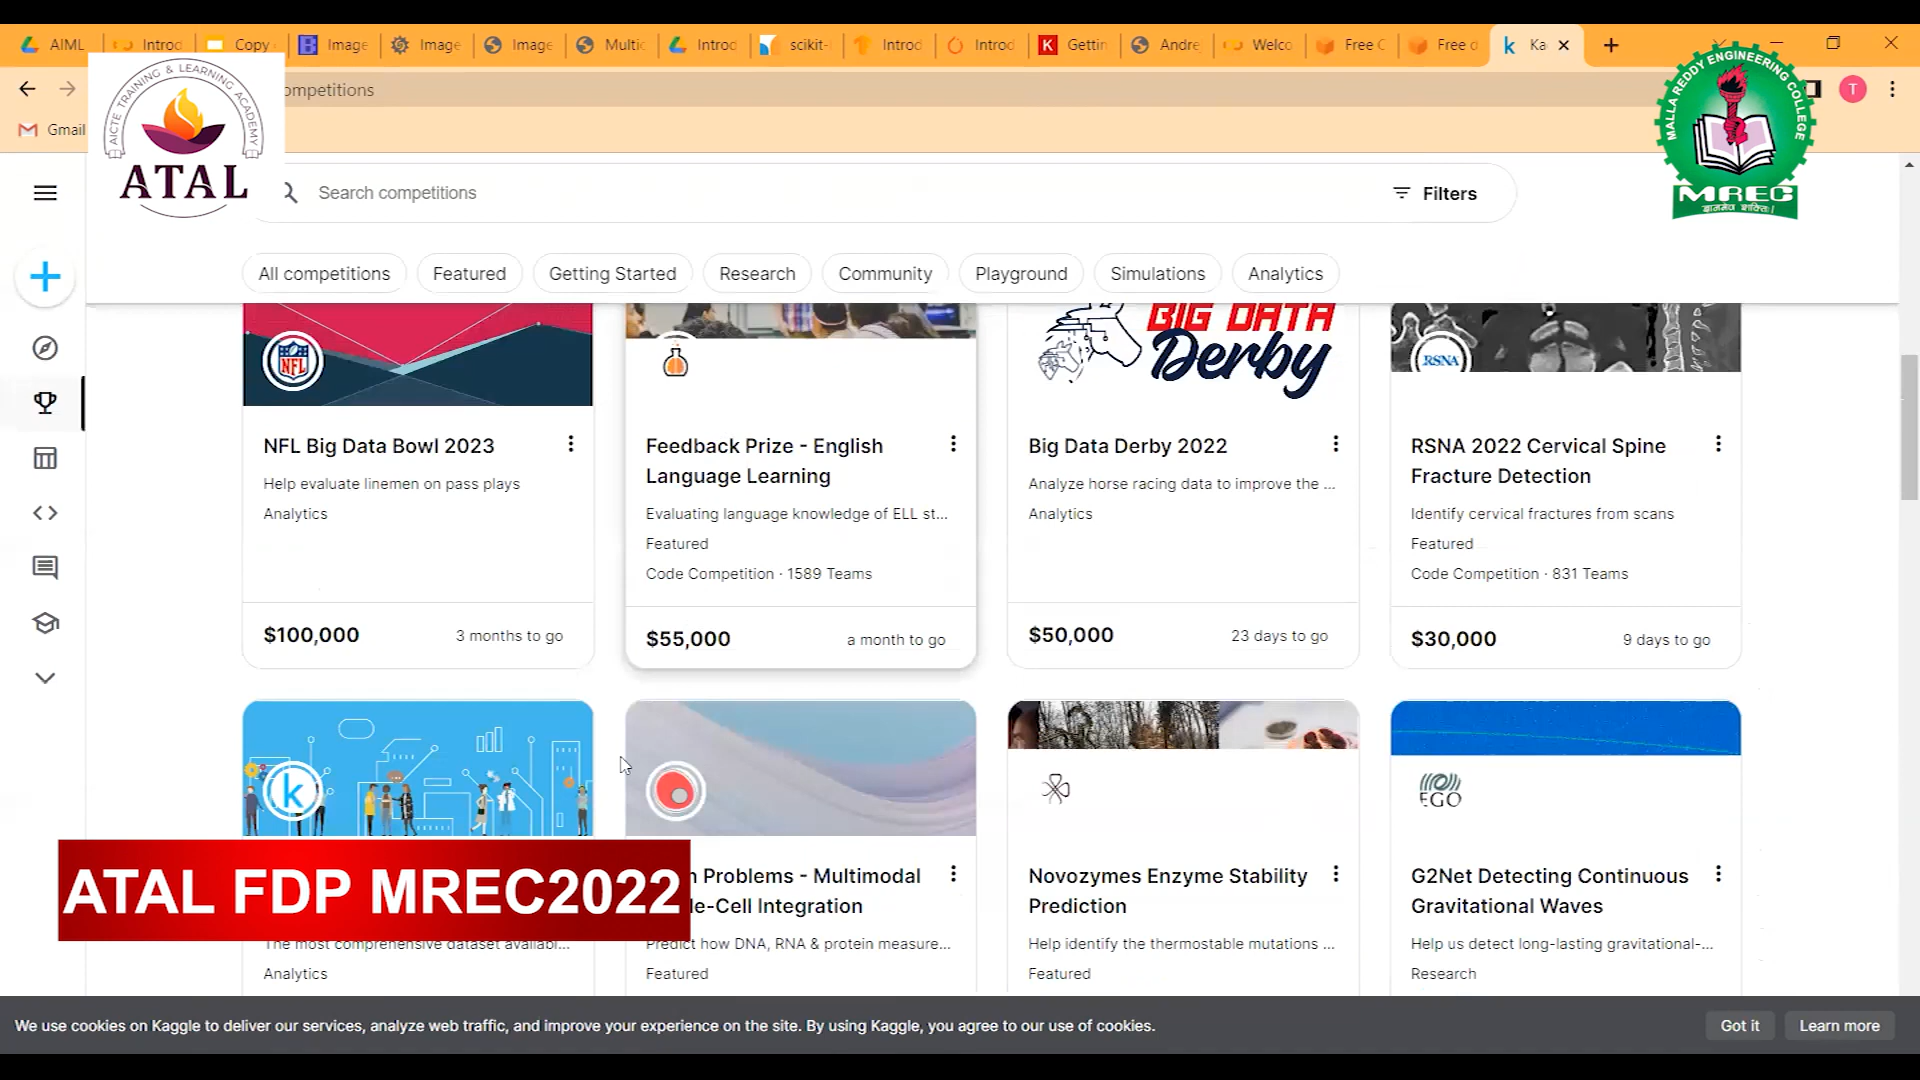 AIML
Introd
Copy
Image
Image
Image
Multic
Introd
scikit-
Introd
Introd
Gettin
Andre
Welco
Free C
Free d
Ka
ompetitions
T
Gmail
AICTE TRAINING & LEARNING ACADEMY
ATAL
MALLA REDDY ENGINEERING COLLEGE
MREC
Search competitions
Filters
All competitions
Featured
Getting Started
Research
Community
Playground
Simulations
Analytics
NFL
NFL Big Data Bowl 2023
Help evaluate linemen on pass plays
Analytics
$100,000
3 months to go
Feedback Prize - English
Language Learning
Evaluating language knowledge of ELL st...
Featured
Code Competition · 1589 Teams
$55,000
a month to go
BIG DATA
Derby
Big Data Derby 2022
Analyze horse racing data to improve the ...
Analytics
$50,000
23 days to go
RSNA
RSNA 2022 Cervical Spine
Fracture Detection
Identify cervical fractures from scans
Featured
Code Competition · 831 Teams
$30,000
9 days to go
k
ATAL FDP MREC2022
The most comprehensive dataset availabl...
Analytics
Problems - Multimodal
le-Cell Integration
Predict how DNA, RNA & protein measure...
Featured
Novozymes Enzyme Stability
Prediction
Help identify the thermostable mutations ...
Featured
EGO
G2Net Detecting Continuous
Gravitational Waves
Help us detect long-lasting gravitational-...
Research
We use cookies on Kaggle to deliver our services, analyze web traffic, and improve your experience on the site. By using Kaggle, you agree to our use of cookies.
Got it
Learn more